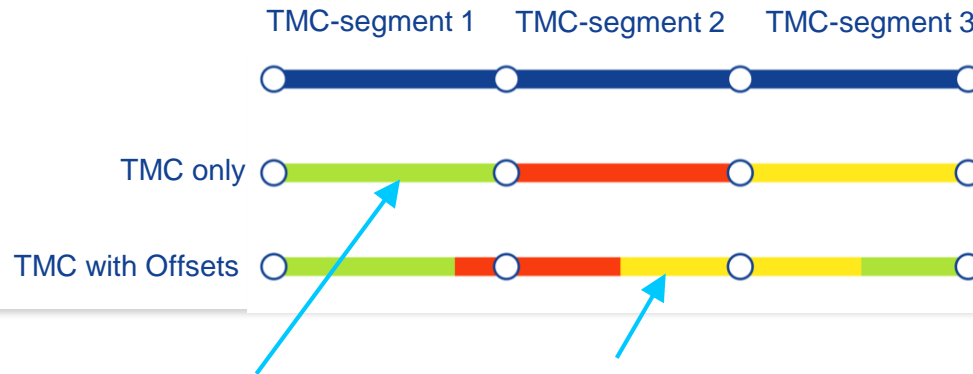 TMC-segment 1 TMC-segment 2 TMC-segment 3
TMC only
TMC with Offsets